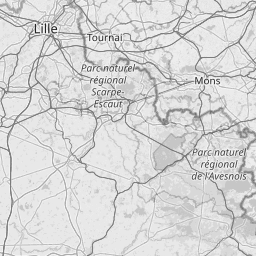 Lille
Tournai
Parc naturel
régional
Scarpe-
Escaut
Mons
Parc naturel
régional
de l'Avesnois